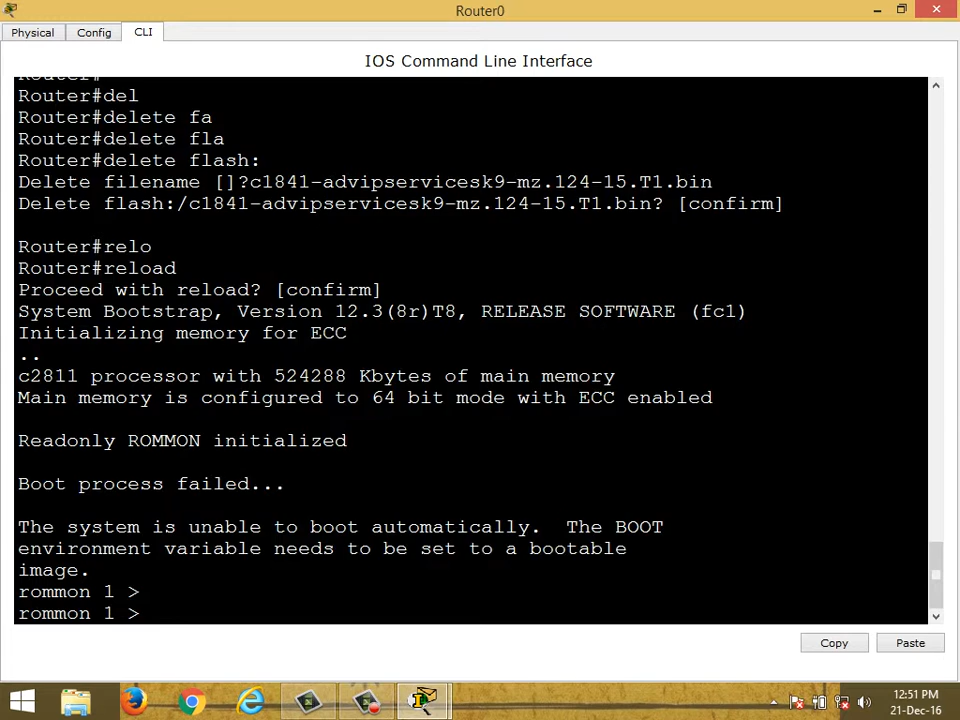 Router0
Physical
Config
CLI
IOS Command Line Interface
Router#
Router#del
Router#delete fa
Router#delete fla
Router#delete flash:
Delete filename []?c1841-advipservicesk9-mz.124-15.T1.bin
Delete flash:/c1841-advipservicesk9-mz.124-15.T1.bin? [confirm]
Router#relo
Router#reload
Proceed with reload? [confirm]
System Bootstrap, Version 12.3(8r)T8, RELEASE SOFTWARE (fc1)
Initializing memory for ECC
..
c2811 processor with 524288 Kbytes of main memory
Main memory is configured to 64 bit mode with ECC enabled
Readonly ROMMON initialized
Boot process failed...
The system is unable to boot automatically.  The BOOT
environment variable needs to be set to a bootable
image.
rommon 1 >
rommon 1 >
Copy
Paste
12:51 PM
21-Dec-16